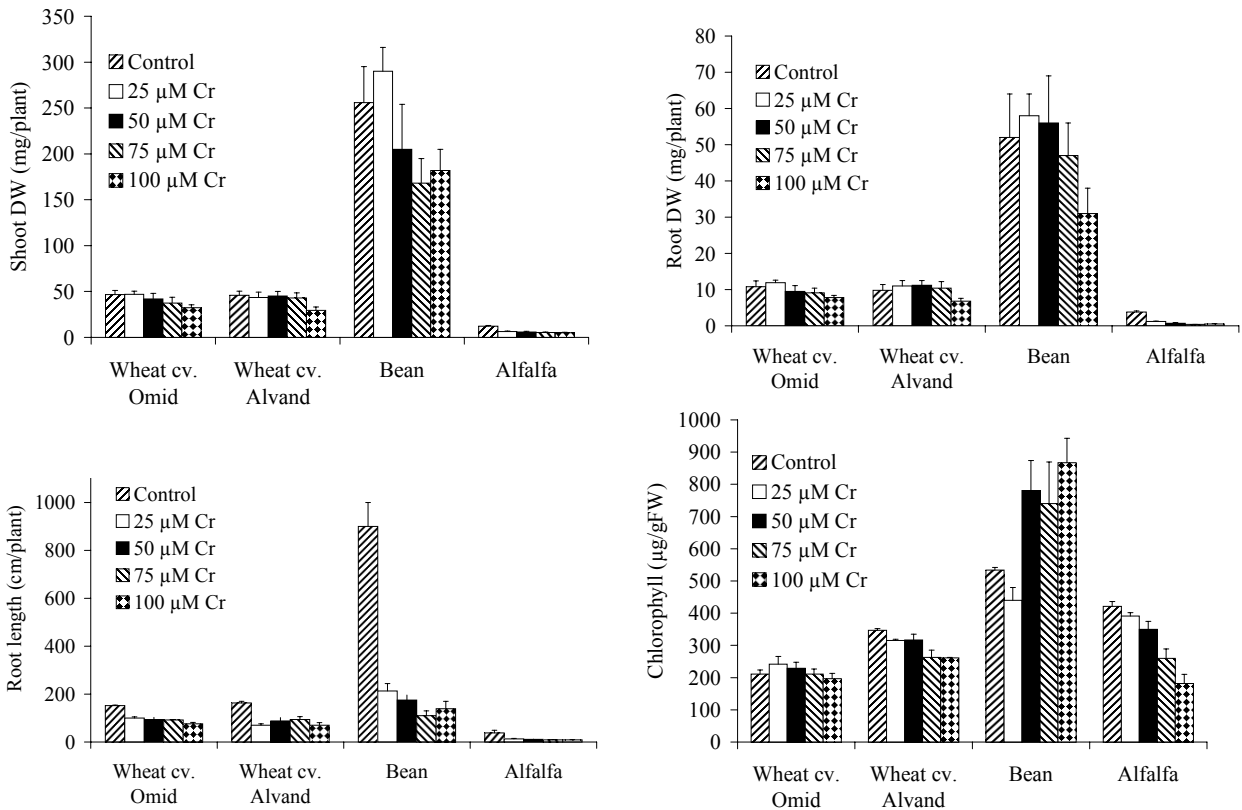 Shoot DW (mg/plant)
350
300
250
200
150
100
50
0
Control
25 µM Cr
50 µM Cr
75 µM Cr
100 µM Cr
Wheat cv. Omid
Wheat cv. Alvand
Bean
Alfalfa
Root DW (mg/plant)
80
70
60
50
40
30
20
10
0
Control
25 µM Cr
50 µM Cr
75 µM Cr
100 µM Cr
Wheat cv. Omid
Wheat cv. Alvand
Bean
Alfalfa
Root length (cm/plant)
1000
800
600
400
200
0
Control
25 µM Cr
50 µM Cr
75 µM Cr
100 µM Cr
Wheat cv. Omid
Wheat cv. Alvand
Bean
Alfalfa
Chlorophyll (µg/gFW)
1000
900
800
700
600
500
400
300
200
100
0
Control
25 µM Cr
50 µM Cr
75 µM Cr
100 µM Cr
Wheat cv. Omid
Wheat cv. Alvand
Bean
Alfalfa